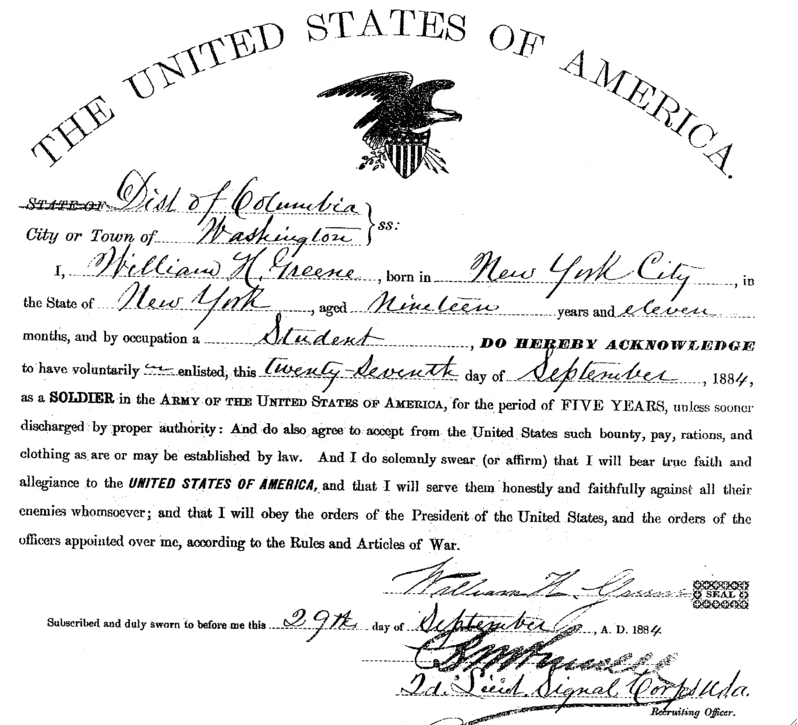 THE UNITED STATES OF AMERICA.
STATE OF Dist of Columbia
City or Town of Washington } ss:
I, William H. Greene, born in New York City, in
the State of New York, aged Nineteen years and eleven
months, and by occupation a Student, DO HEREBY ACKNOWLEDGE
to have voluntarily enlisted, this twenty-Seventh day of September, 1884,
as a SOLDIER in the ARMY OF THE UNITED STATES OF AMERICA, for the period of FIVE YEARS, unless sooner
discharged by proper authority: And do also agree to accept from the United States such bounty, pay, rations, and
clothing as are or may be established by law. And I do solemnly swear (or affirm) that I will bear true faith and
allegiance to the UNITED STATES OF AMERICA, and that I will serve them honestly and faithfully against all their
enemies whomsoever; and that I will obey the orders of the President of the United States, and the orders of the
officers appointed over me, according to the Rules and Articles of War.
William H. Greene SEAL
Subscribed and duly sworn to before me this 29th day of September, A. D. 1884.
2d. Lieut. Signal Corps U.S.a.
Recruiting Officer.